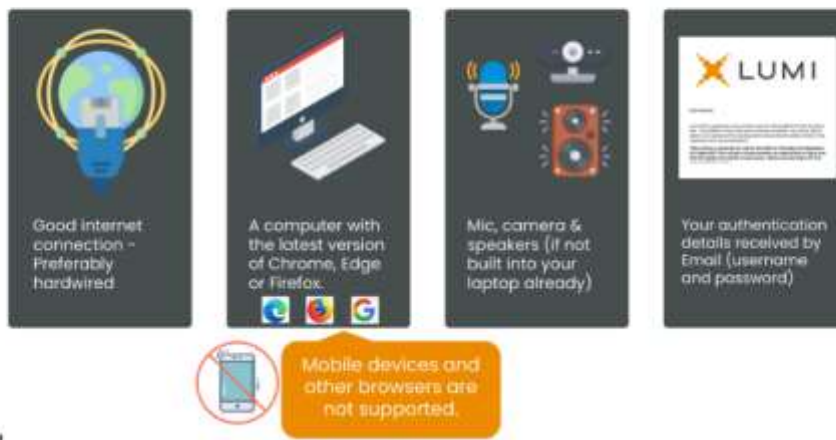 Good internet
connection -
Preferably
hardwired
A computer with
the latest version
of Chrome, Edge
or Firefox.
Mobile devices and
other browsers are
not supported.
Mic, camera &
speakers (if not
built into your
laptop already)
LUMI
Your authentication
details received by
Email (username
and password)